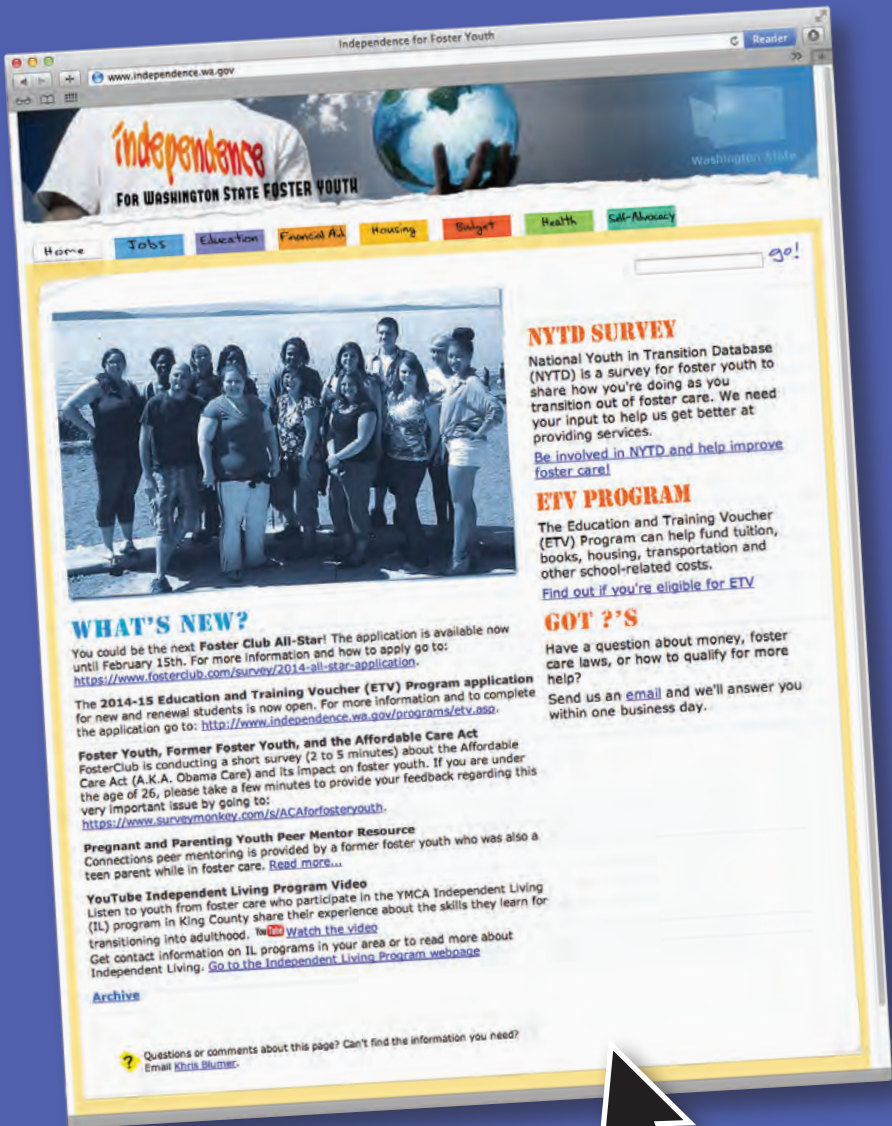 Independence for Foster Youth
www.independence.wa.gov
Reader
independence
FOR WASHINGTON STATE FOSTER YOUTH
Washington State
Home
Jobs
Education
Financial Aid
Housing
Budget
Health
Self-Advocacy
go!
WHAT'S NEW?
You could be the next Foster Club All-Star! The application is available now
until February 15th. For more information and how to apply go to:
https://www.fosterclub.com/survey/2014-all-star-application.
The 2014-15 Education and Training Voucher (ETV) Program application
for new and renewal students is now open. For more information and to complete
the application go to: http://www.independence.wa.gov/programs/etv.asp.
Foster Youth, Former Foster Youth, and the Affordable Care Act
FosterClub is conducting a short survey (2 to 5 minutes) about the Affordable
Care Act (A.K.A. Obama Care) and its impact on foster youth. If you are under
the age of 26, please take a few minutes to provide your feedback regarding this
very important issue by going to:
https://www.surveymonkey.com/s/ACAforfosteryouth.
Pregnant and Parenting Youth Peer Mentor Resource
Connections peer mentoring is provided by a former foster youth who was also a
teen parent while in foster care. Read more...
YouTube Independent Living Program Video
Listen to youth from foster care who participate in the YMCA Independent Living
(IL) program in King County share their experience about the skills they learn for
transitioning into adulthood. YouTube Watch the video
Get contact information on IL programs in your area or to read more about
Independent Living. Go to the Independent Living Program webpage
Archive
NYTD SURVEY
National Youth in Transition Database
(NYTD) is a survey for foster youth to
share how you're doing as you
transition out of foster care. We need
your input to help us get better at
providing services.
Be involved in NYTD and help improve
foster care!
ETV PROGRAM
The Education and Training Voucher
(ETV) Program can help fund tuition,
books, housing, transportation and
other school-related costs.
Find out if you're eligible for ETV
GOT ?'S
Have a question about money, foster
care laws, or how to qualify for more
help?
Send us an email and we'll answer you
within one business day.
? Questions or comments about this page? Can't find the information you need?
Email Khris Blumer.